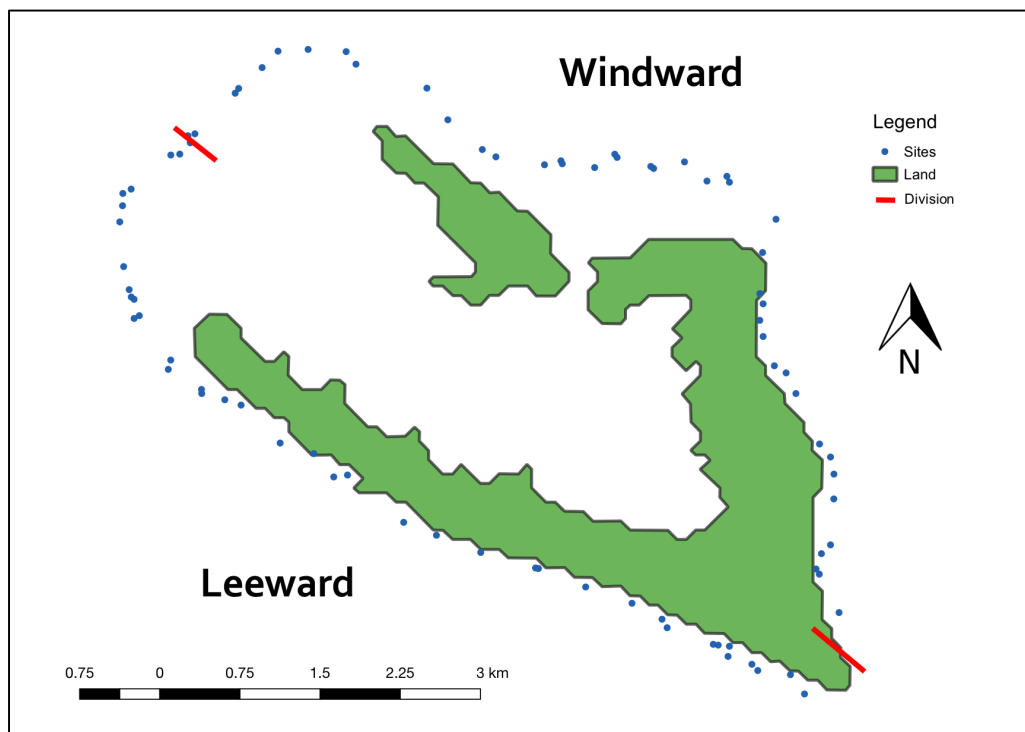 Windward
Legend
Sites
Land
Division
N
Leeward
0.75 0 0.75 1.5 2.25 3 km